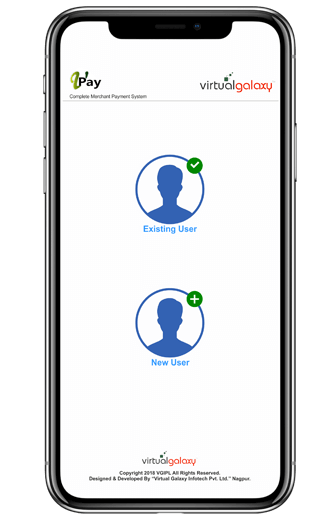 Pay
Complete Merchant Payment System
virtualgalaxy
Existing User
New User
virtualgalaxy
Copyright 2018 VGIPL All Rights Reserved.
Designed & Developed By "Virtual Galaxy Infotech Pvt. Ltd." Nagpur.